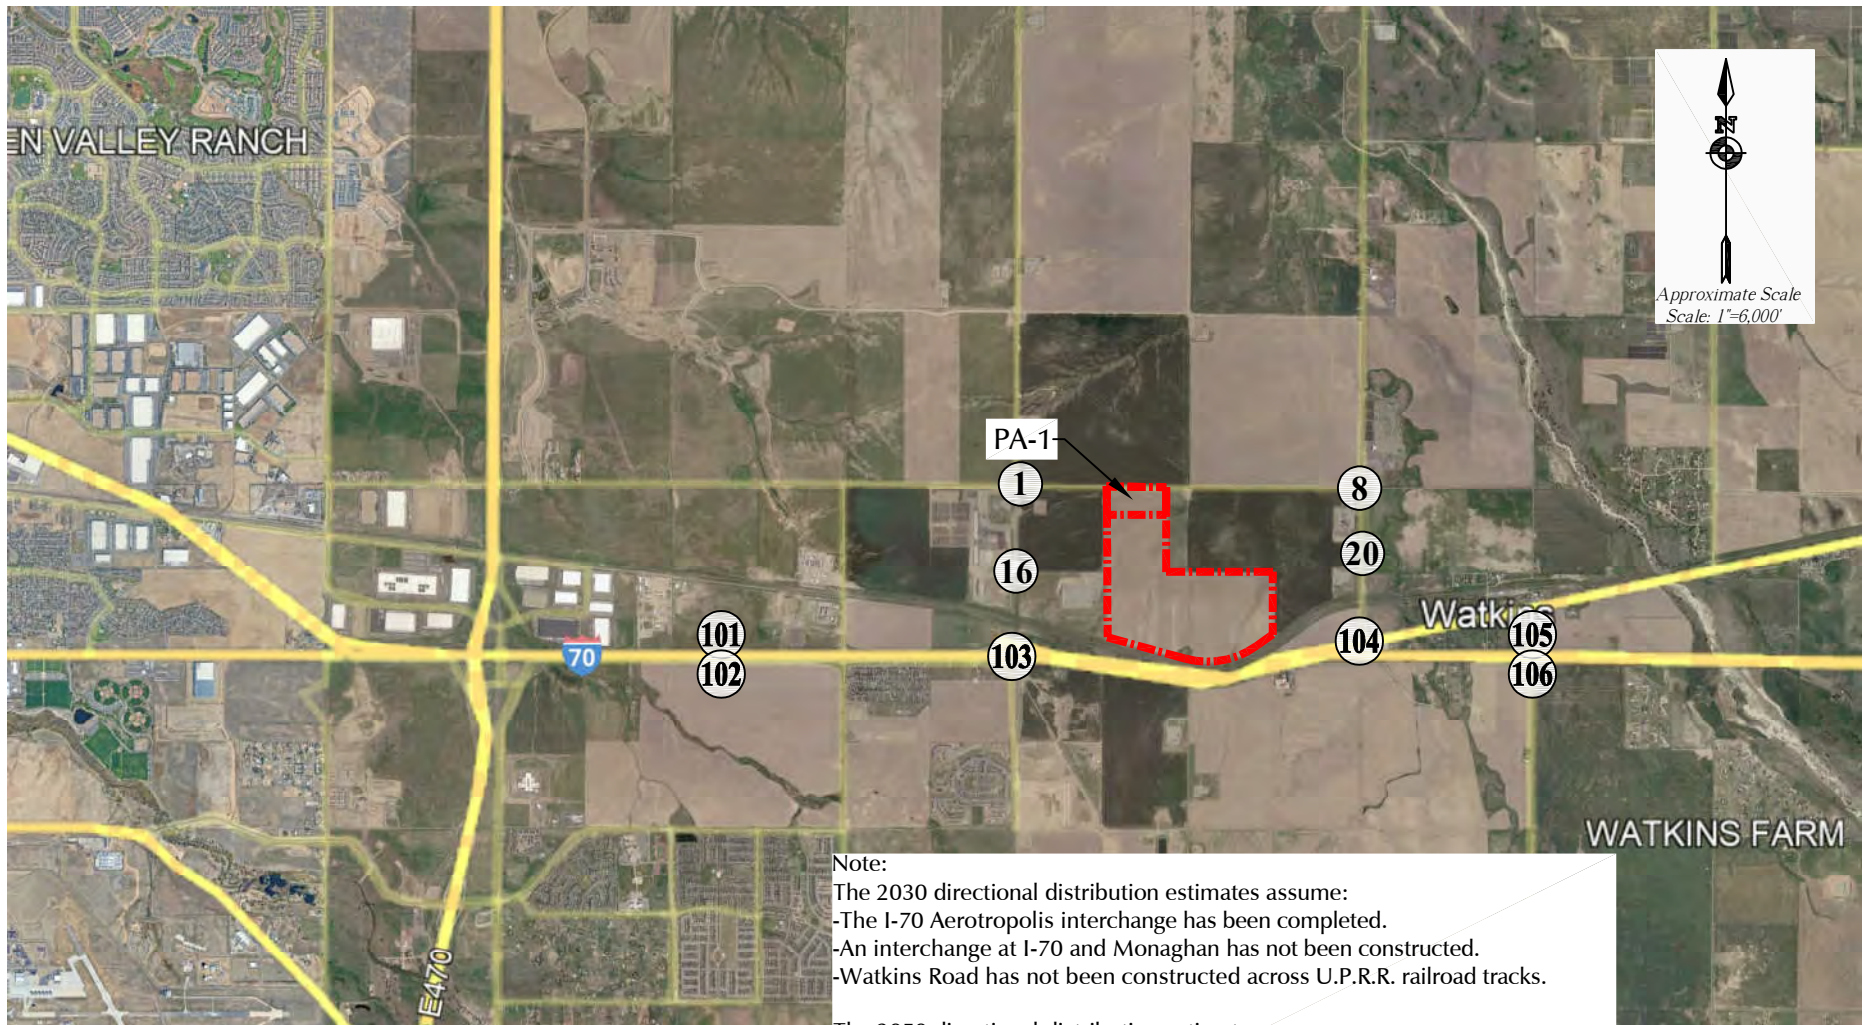 EN VALLEY RANCH
N
Approximate Scale
Scale: 1"=6,000'
PA-1
1
8
20
16
101
102
70
103
104
Watkins
105
106
WATKINS FARM
E470
Note:
The 2030 directional distribution estimates assume:
-The I-70 Aerotropolis interchange has been completed.
-An interchange at I-70 and Monaghan has not been constructed.
-Watkins Road has not been constructed across U.P.R.R. railroad tracks.